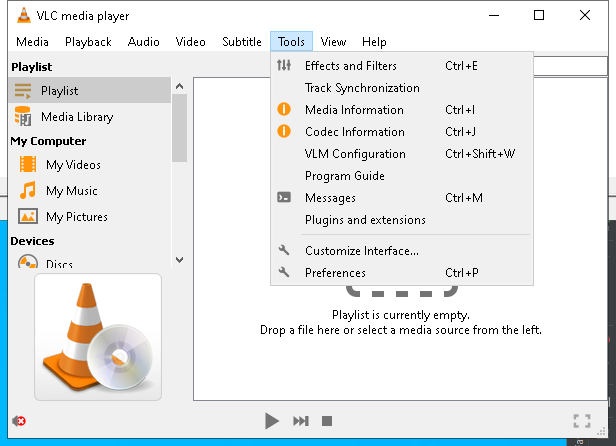 VLC media player
Media Playback Audio Video Subtitle Tools View Help
Playlist
Playlist
Media Library
My Computer
My Videos
My Music
My Pictures
Devices
Discs
Effects and Filters Ctrl+E
Track Synchronization
Media Information Ctrl+I
Codec Information Ctrl+J
VLM Configuration Ctrl+Shift+W
Program Guide
Messages Ctrl+M
Plugins and extensions
Customize Interface...
Preferences Ctrl+P
Playlist is currently empty.
Drop a file here or select a media source from the left.